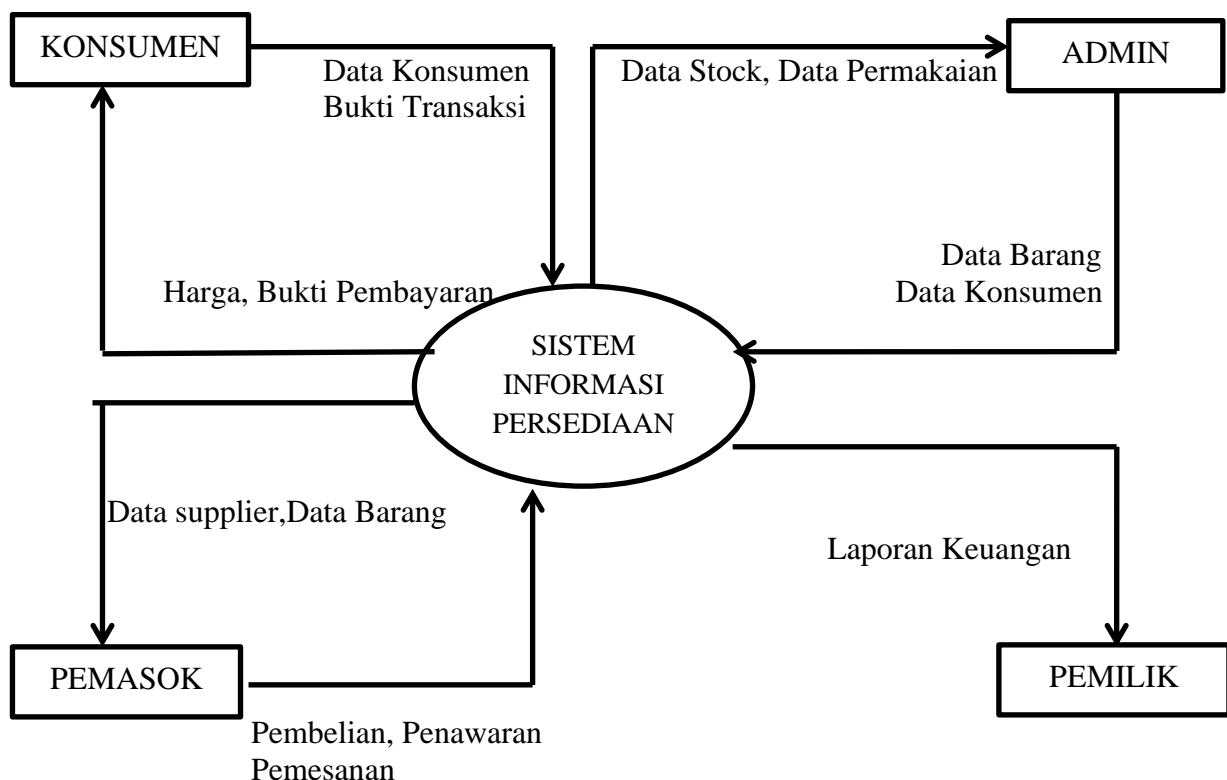 KONSUMEN
ADMIN
Data Konsumen
Bukti Transaksi
Data Stock, Data Permakaian
Data Barang
Data Konsumen
Harga, Bukti Pembayaran
SISTEM
INFORMASI
PERSEDIAAN
Data supplier,Data Barang
Laporan Keuangan
PEMASOK
PEMILIK
Pembelian, Penawaran
Pemesanan